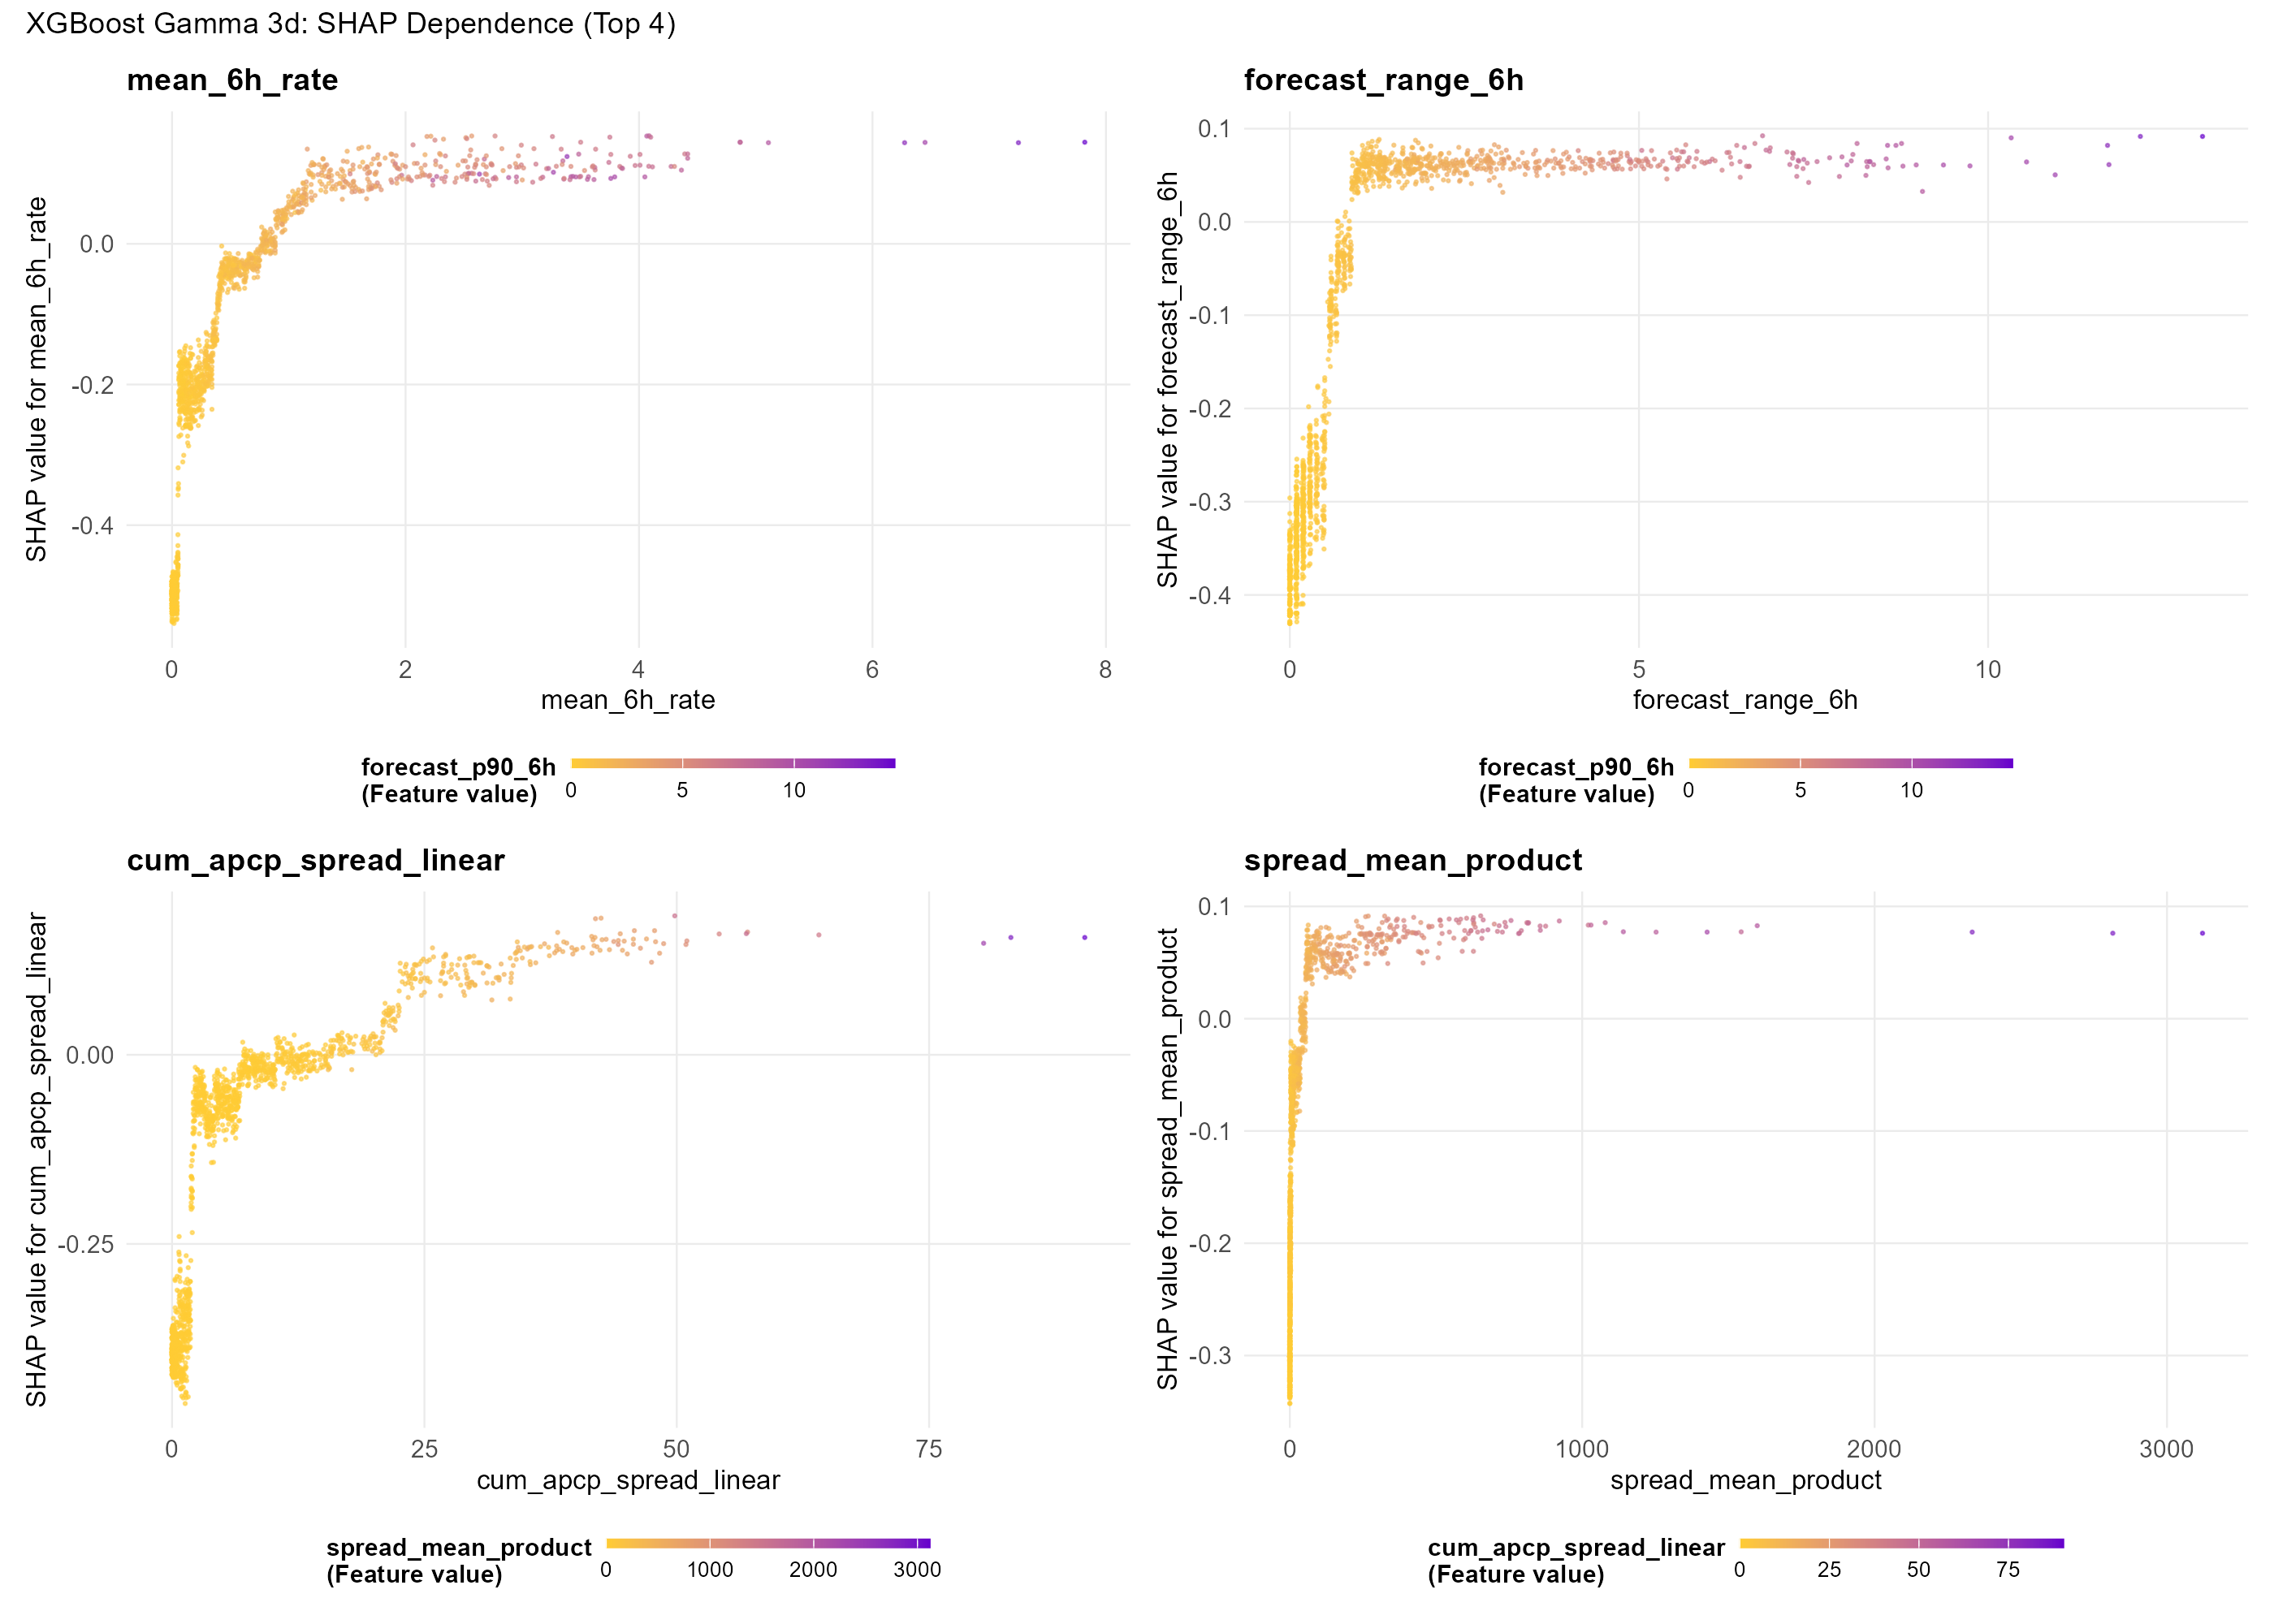 XGBoost Gamma 3d: SHAP Dependence (Top 4)
mean_6h_rate
SHAP value for mean_6h_rate
0.0
-0.2
-0.4
0 2 4 6 8
mean_6h_rate
forecast_p90_6h
(Feature value)
0 5 10
forecast_range_6h
SHAP value for forecast_range_6h
0.1
0.0
-0.1
-0.2
-0.3
-0.4
0 5 10
forecast_range_6h
forecast_p90_6h
(Feature value)
0 5 10
cum_apcp_spread_linear
SHAP value for cum_apcp_spread_linear
0.00
-0.25
0 25 50 75
cum_apcp_spread_linear
spread_mean_product
(Feature value)
0 1000 2000 3000
spread_mean_product
SHAP value for spread_mean_product
0.1
0.0
-0.1
-0.2
-0.3
0 1000 2000 3000
spread_mean_product
cum_apcp_spread_linear
(Feature value)
0 25 50 75